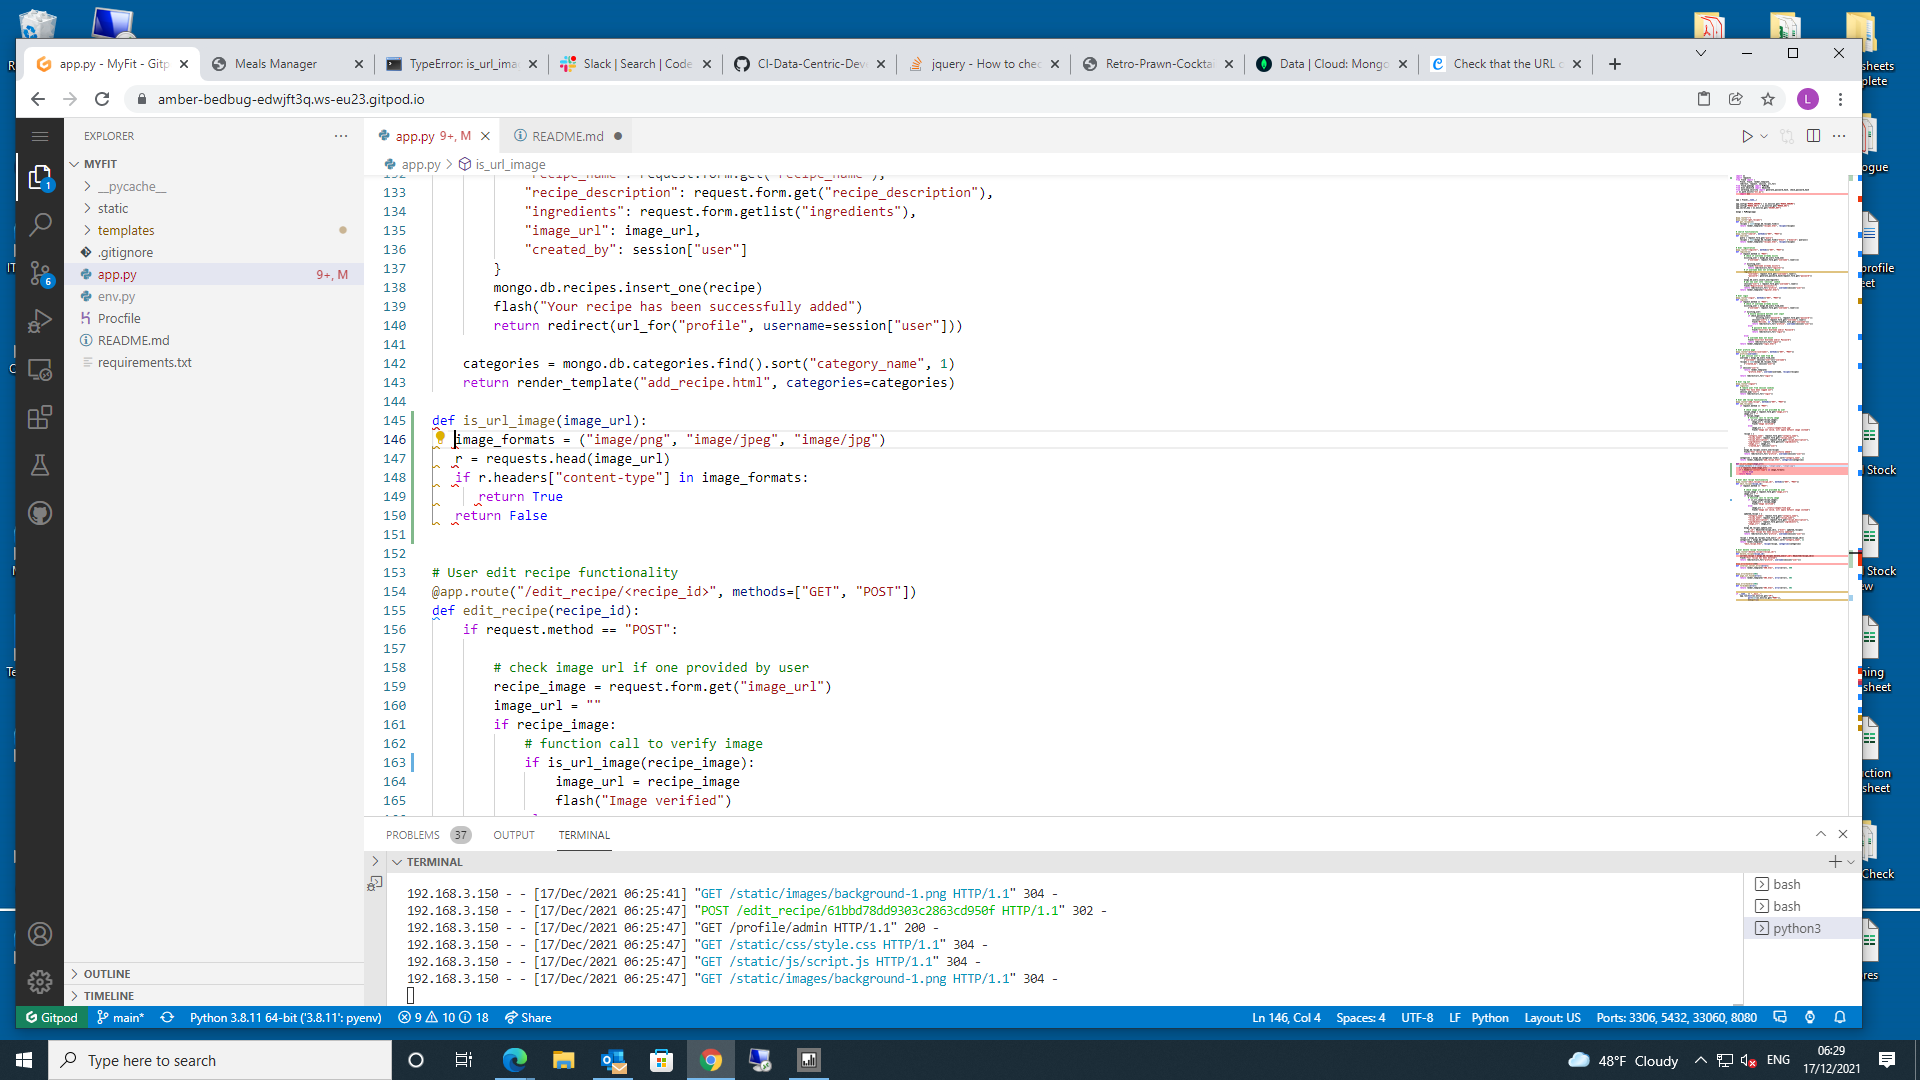 app.py - MyFit - Gitp
Meals Manager
TypeError: is_url_ima
Slack | Search | Code
CI-Data-Centric-Dev
jquery - How to che
Retro-Prawn-Cockta
Data | Cloud: Mongo
Check that the URL
amber-bedbug-edwjft3q.ws-eu23.gitpod.io
L
EXPLORER
app.py 9+, M
README.md
MYFIT
__pycache__
static
templates
.gitignore
app.py 9+, M
env.py
Procfile
README.md
requirements.txt
1
6
app.py > is_url_image
132 "recipe_name": request.form.get("recipe_name"),
133 "recipe_description": request.form.get("recipe_description"),
134 "ingredients": request.form.getlist("ingredients"),
135 "image_url": image_url,
136 "created_by": session["user"]
137 }
138 mongo.db.recipes.insert_one(recipe)
139 flash("Your recipe has been successfully added")
140 return redirect(url_for("profile", username=session["user"]))
141
142 categories = mongo.db.categories.find().sort("category_name", 1)
143 return render_template("add_recipe.html", categories=categories)
144
145 def is_url_image(image_url):
146 image_formats = ("image/png", "image/jpeg", "image/jpg")
147 r = requests.head(image_url)
148 if r.headers["content-type"] in image_formats:
149 return True
150 return False
151
152
153 # User edit recipe functionality
154 @app.route("/edit_recipe/<recipe_id>", methods=["GET", "POST"])
155 def edit_recipe(recipe_id):
156 if request.method == "POST":
157
158 # check image url if one provided by user
159 recipe_image = request.form.get("image_url")
160 image_url = ""
161 if recipe_image:
162 # function call to verify image
163 if is_url_image(recipe_image):
164 image_url = recipe_image
165 flash("Image verified")
PROBLEMS 37 OUTPUT TERMINAL
TERMINAL
192.168.3.150 - - [17/Dec/2021 06:25:41] "GET /static/images/background-1.png HTTP/1.1" 304 -
192.168.3.150 - - [17/Dec/2021 06:25:47] "POST /edit_recipe/61bbd78dd9303c2863cd950f HTTP/1.1" 302 -
192.168.3.150 - - [17/Dec/2021 06:25:47] "GET /profile/admin HTTP/1.1" 200 -
192.168.3.150 - - [17/Dec/2021 06:25:47] "GET /static/css/style.css HTTP/1.1" 304 -
192.168.3.150 - - [17/Dec/2021 06:25:47] "GET /static/js/script.js HTTP/1.1" 304 -
192.168.3.150 - - [17/Dec/2021 06:25:47] "GET /static/images/background-1.png HTTP/1.1" 304 -
bash
bash
python3
OUTLINE
TIMELINE
Gitpod main* Python 3.8.11 64-bit ('3.8.11': pyenv) 9 10 18 Share
Ln 146, Col 4 Spaces: 4 UTF-8 LF Python Layout: US Ports: 3306, 5432, 33060, 8080
sheets
plete
ogue
profile
eet
Stock
Stock
ew
ning
sheet
ction
sheet
Check
res
Type here to search
48°F Cloudy
ENG
06:29
17/12/2021